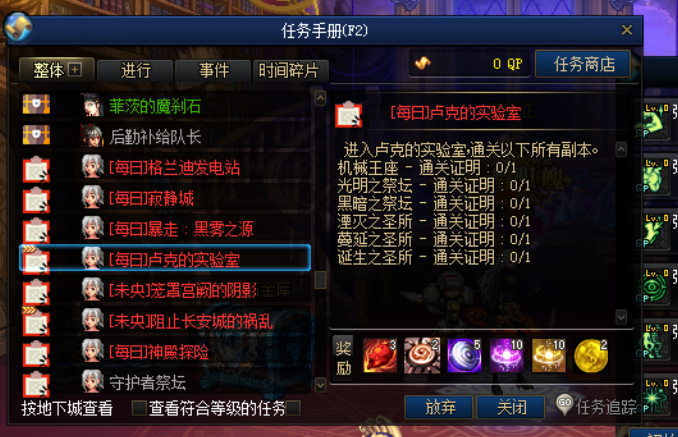 任务手册(F2)
整体 进行 事件 时间碎片
0 QP 任务商店
菲茨的魔刹石
后勤补给队长
[每日]格兰迪发电站
[每日]寂静城
[每日]暴走：黑雾之源
[每日]卢克的实验室
[未央]笼罩宫阙的阴影
[未央]阻止长安城的祸乱
[每日]神殿探险
守护者祭坛
[每日]卢克的实验室
进入卢克的实验室,通关以下所有副本。
机械王座 - 通关证明：0/1
光明之祭坛 - 通关证明：0/1
黑暗之祭坛 - 通关证明：0/1
湮灭之圣所 - 通关证明：0/1
蔓延之圣所 - 通关证明：0/1
诞生之圣所 - 通关证明：0/1
奖励
3 2 5 10 10 2
按地下城查看 查看符合等级的任务
放弃 关闭 GO 任务追踪